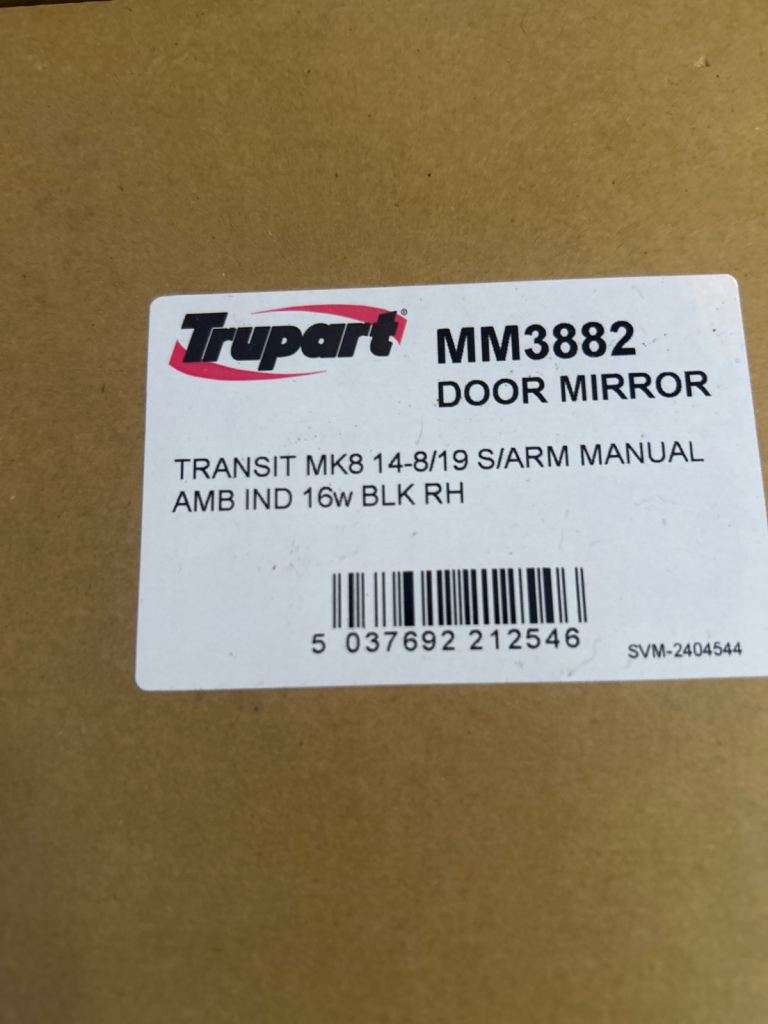 Trupart®
MM3882
DOOR MIRROR
TRANSIT MK8 14-8/19 S/ARM MANUAL
AMB IND 16w BLK RH
5 037692 212546
SVM-2404544